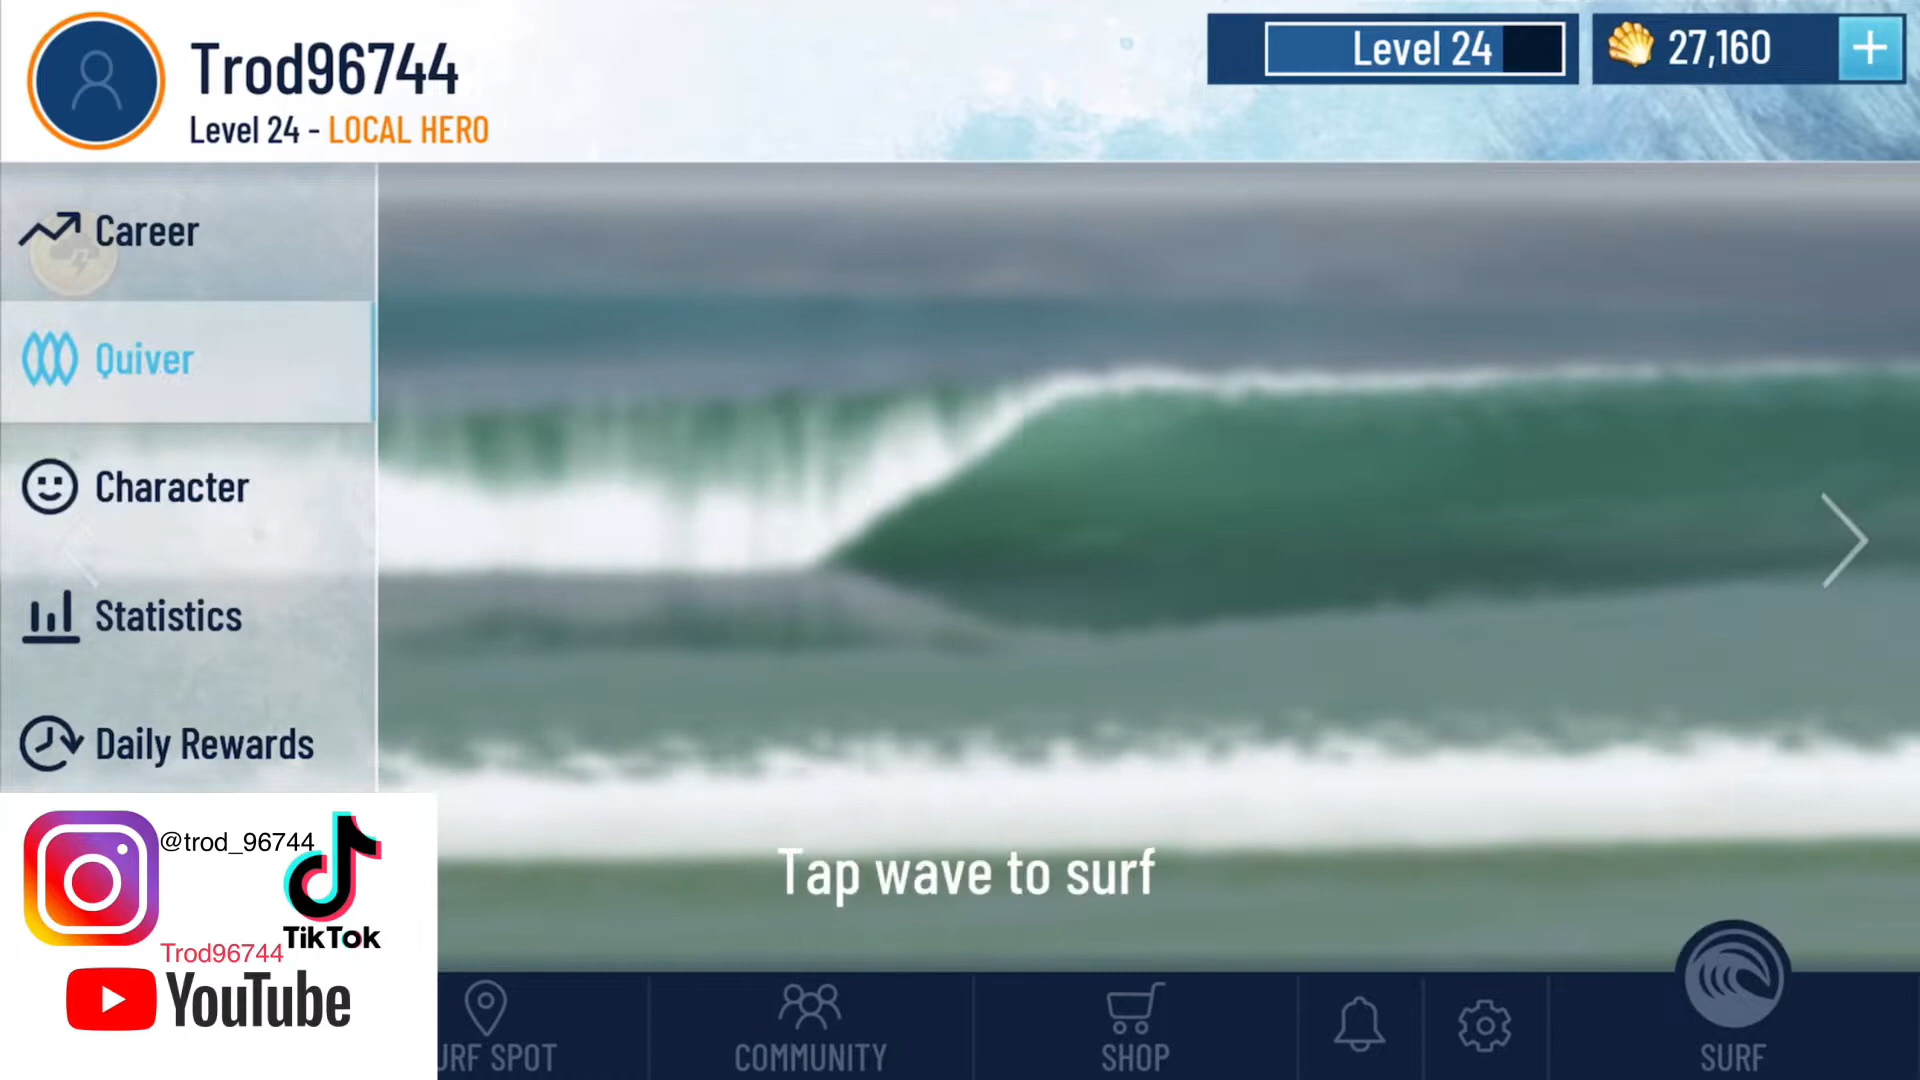 Trod96744
Level 24 - LOCAL HERO
Level 24
27,160
Career
Quiver
Character
Statistics
Daily Rewards
@trod_96744
TikTok
Trod96744
YouTube
Tap wave to surf
URF SPOT
COMMUNITY
SHOP
SURF